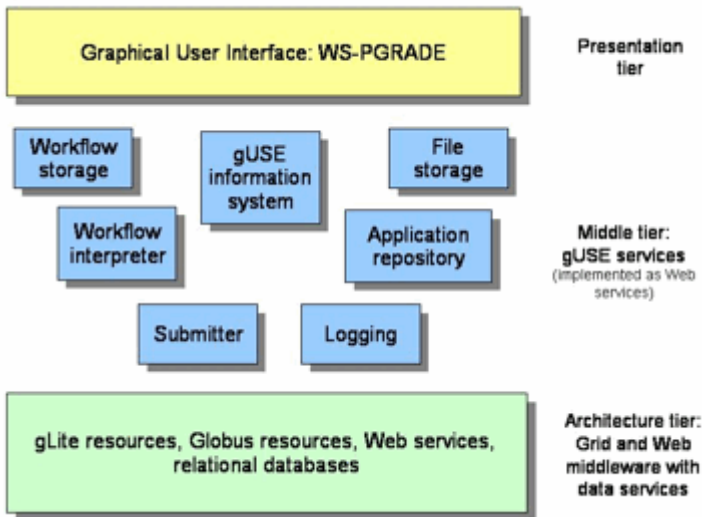 Graphical User Interface: WS-PGRADE
Presentation
tier
Workflow
storage
gUSE
information
system
File
storage
Workflow
interpreter
Application
repository
Middle tier:
gUSE services
(implemented as Web
services)
Submitter
Logging
gLite resources, Globus resources, Web services,
relational databases
Architecture tier:
Grid and Web
middleware with
data services